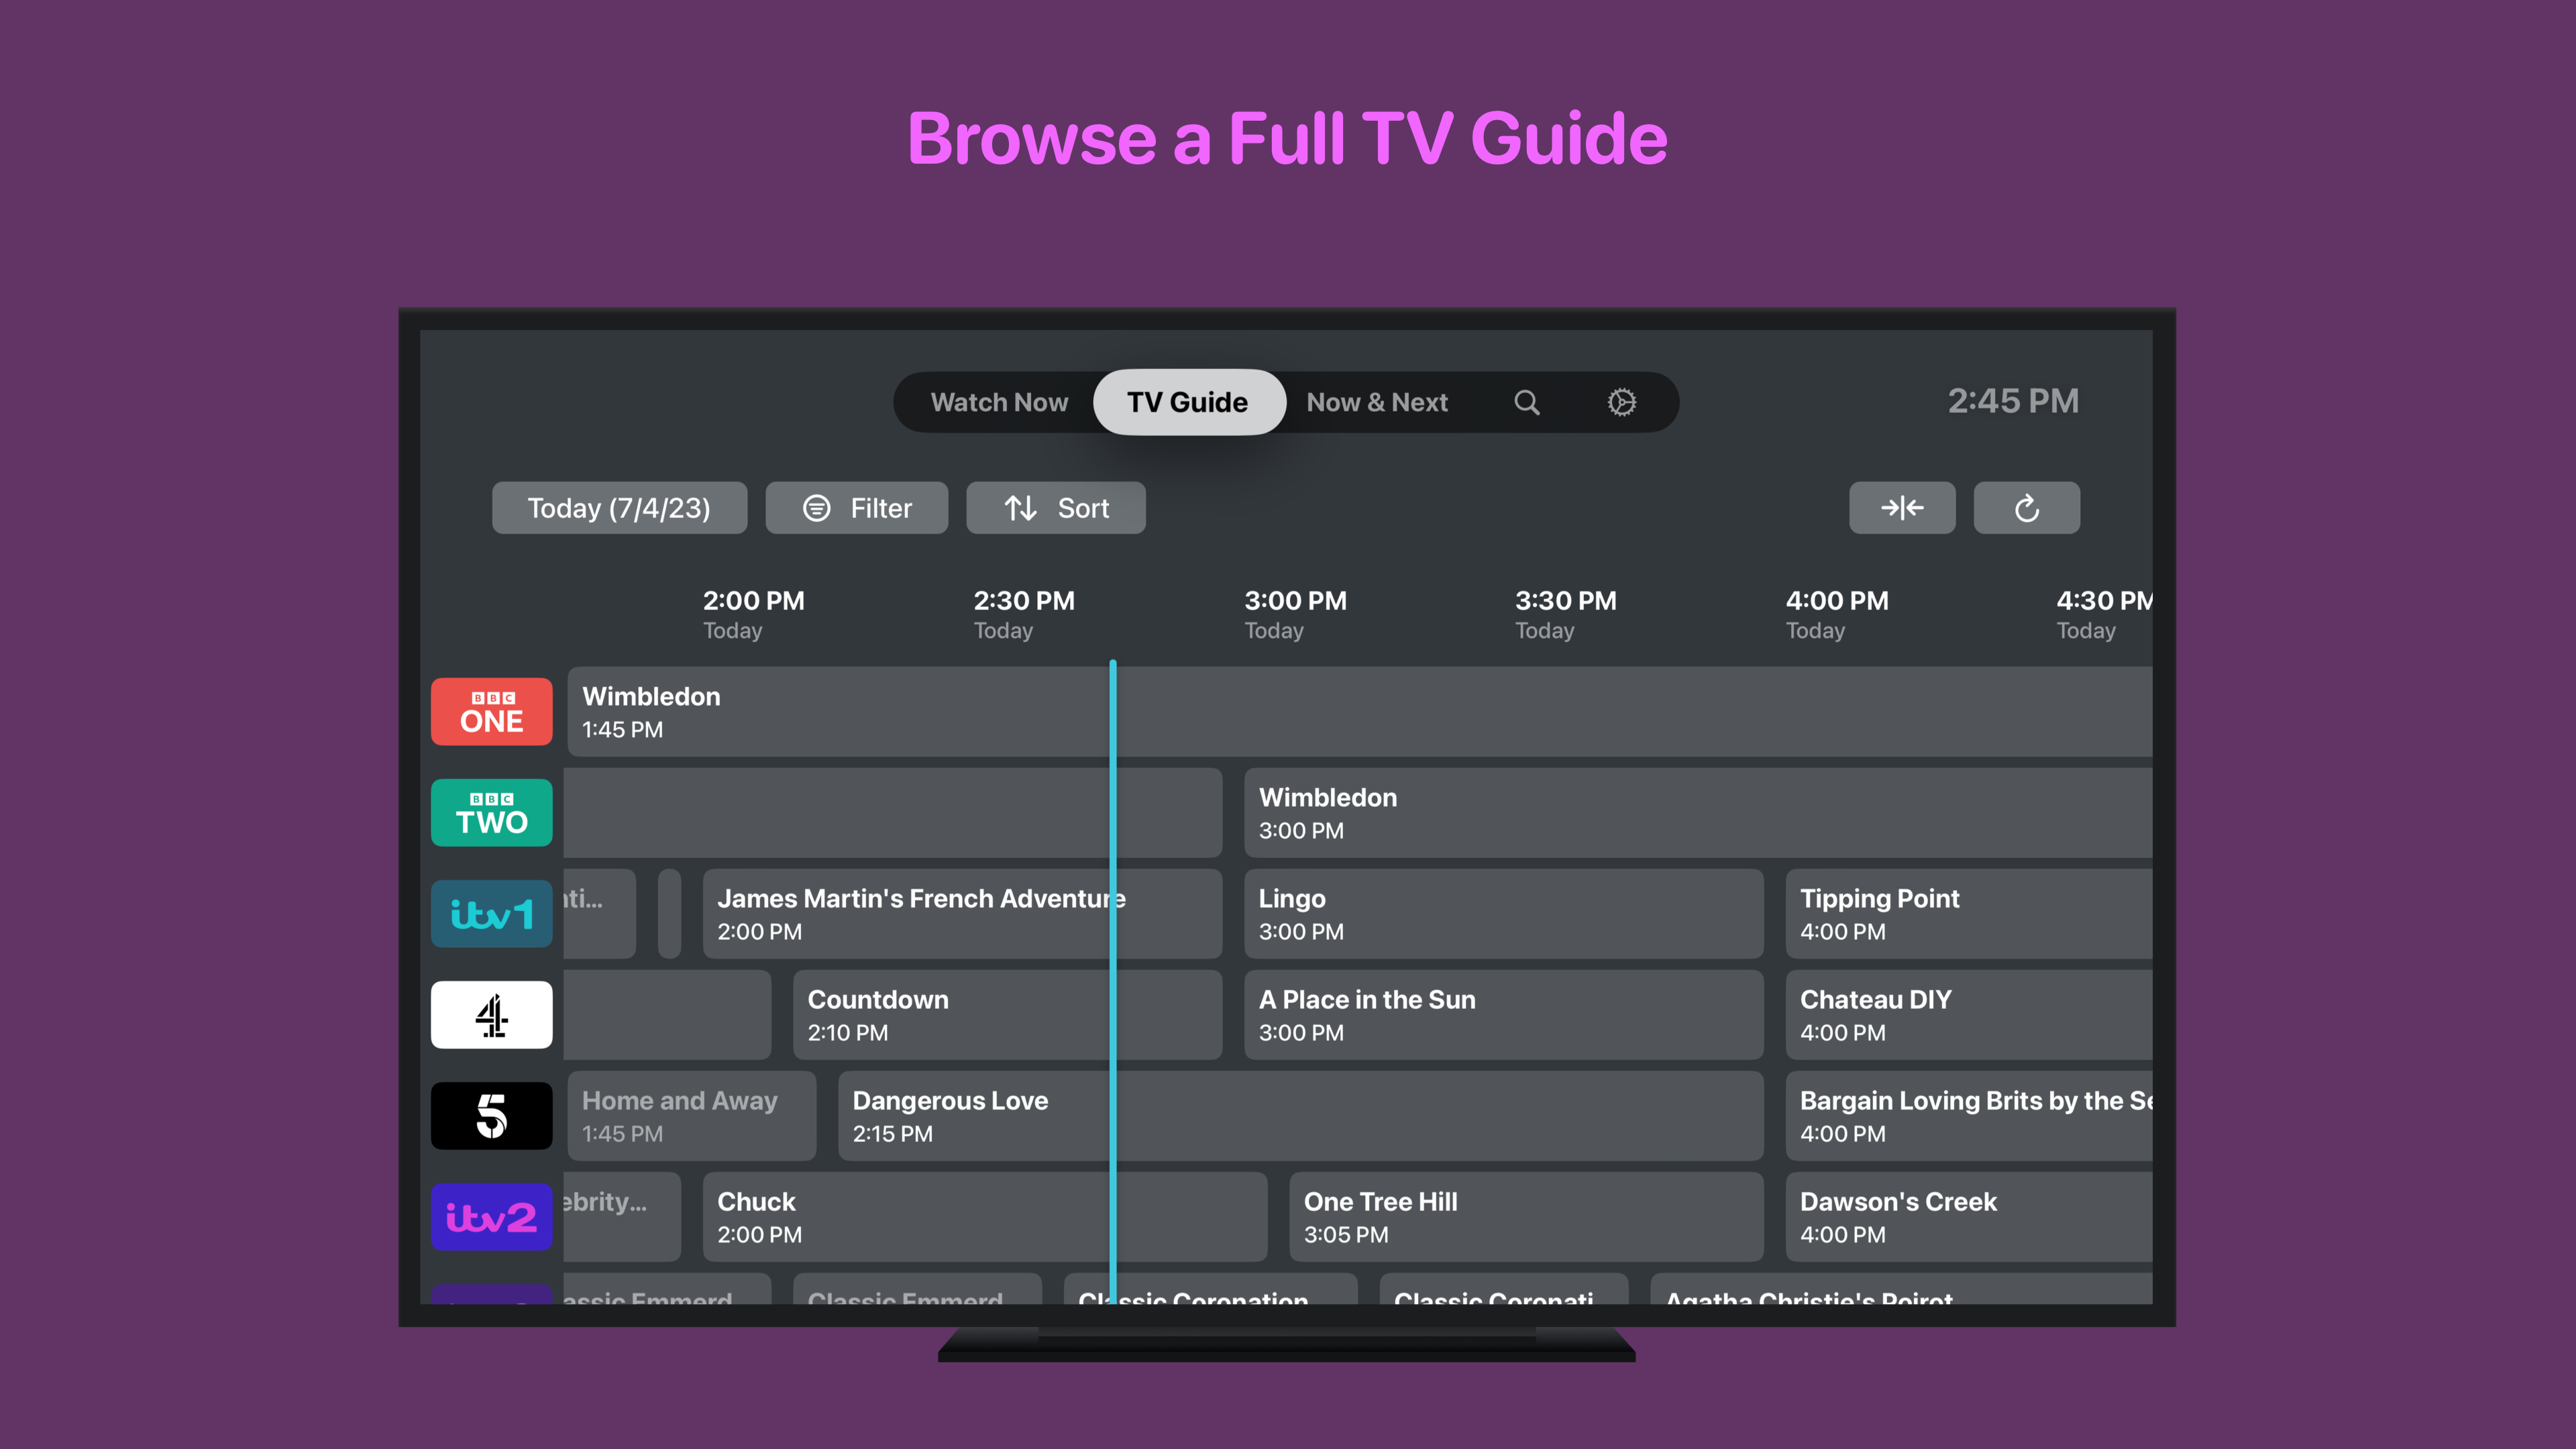 Browse a Full TV Guide
Watch Now TV Guide Now & Next 2:45 PM
Today (7/4/23) Filter Sort
2:00 PM 2:30 PM 3:00 PM 3:30 PM 4:00 PM 4:30 PM
Today Today Today Today Today Today
BBC ONE Wimbledon
1:45 PM
BBC TWO Wimbledon
3:00 PM
itv1 nti... James Martin's French Adventure Lingo Tipping Point
2:00 PM 3:00 PM 4:00 PM
4 Countdown A Place in the Sun Chateau DIY
2:10 PM 3:00 PM 4:00 PM
5 Home and Away Dangerous Love Bargain Loving Brits by the Se
1:45 PM 2:15 PM 4:00 PM
itv2 ebrity... Chuck One Tree Hill Dawson's Creek
2:00 PM 3:05 PM 4:00 PM
assic Emmerd Classic Emmerd Classic Coronation Classic Coronati Agatha Christie's Poirot